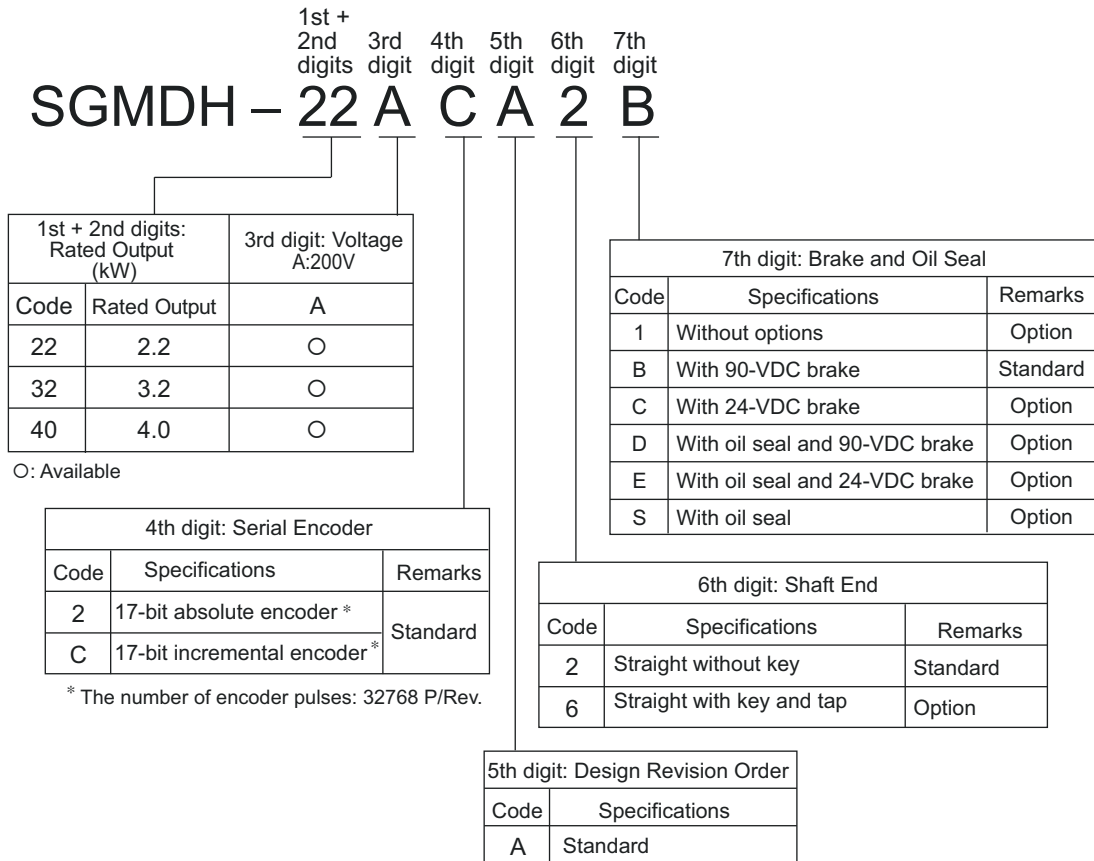 1st +
2nd digits
3rd digit
4th digit
5th digit
6th digit
7th digit
SGMDH – 22 A C A 2 B
1st + 2nd digits: Rated Output (kW)
3rd digit: Voltage A:200V
Code Rated Output A
22 2.2 ○
32 3.2 ○
40 4.0 ○
○: Available
7th digit: Brake and Oil Seal
Code Specifications Remarks
1 Without options Option
B With 90-VDC brake Standard
C With 24-VDC brake Option
D With oil seal and 90-VDC brake Option
E With oil seal and 24-VDC brake Option
S With oil seal Option
4th digit: Serial Encoder
Code Specifications Remarks
2 17-bit absolute encoder * Standard
C 17-bit incremental encoder *
* The number of encoder pulses: 32768 P/Rev.
6th digit: Shaft End
Code Specifications Remarks
2 Straight without key Standard
6 Straight with key and tap Option
5th digit: Design Revision Order
Code Specifications
A Standard